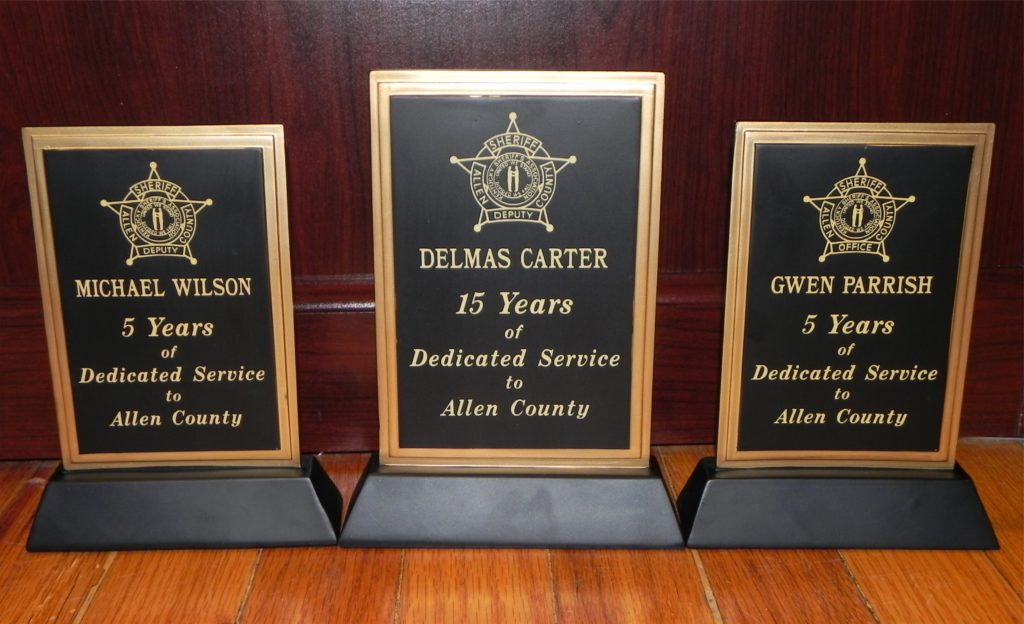 SHERIFF
ALLEN COUNTY
DEPUTY
MICHAEL WILSON
5 Years
of
Dedicated Service
to
Allen County
SHERIFF
ALLEN COUNTY
DEPUTY
DELMAS CARTER
15 Years
of
Dedicated Service
to
Allen County
SHERIFF
ALLEN COUNTY
OFFICE
GWEN PARRISH
5 Years
of
Dedicated Service
to
Allen County